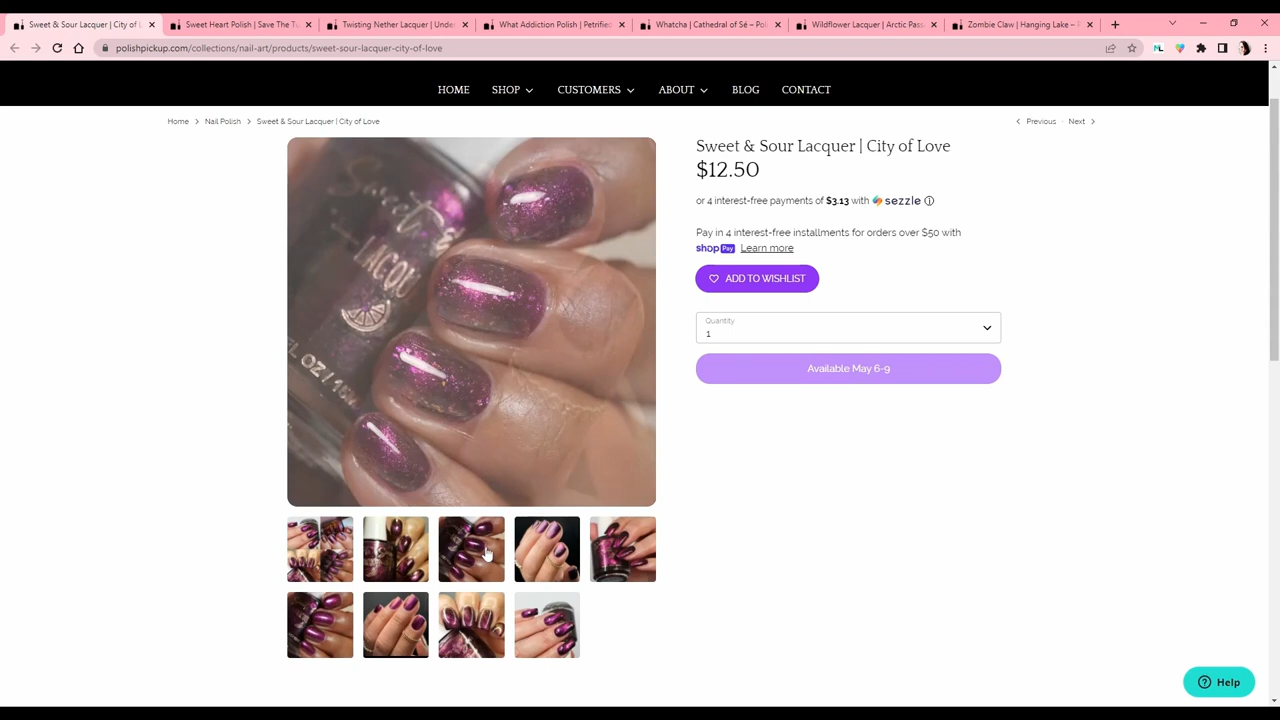 Sweet & Sour Lacquer | City of L
Sweet Heart Polish | Save The Tu
Twisting Nether Lacquer | Under
What Addiction Polish | Petrified
Whatcha | Cathedral of Sé – Poli
Wildflower Lacquer | Arctic Pass
Zombie Claw | Hanging Lake – P
polishpickup.com/collections/nail-art/products/sweet-sour-lacquer-city-of-love
HOME SHOP CUSTOMERS ABOUT BLOG CONTACT
Home > Nail Polish > Sweet & Sour Lacquer | City of Love
< Previous Next >
Sweet & Sour Lacquer | City of Love
$12.50
or 4 interest-free payments of $3.13 with sezzle
Pay in 4 interest-free installments for orders over $50 with
shop Pay Learn more
ADD TO WISHLIST
Quantity
1
Available May 6-9
Help